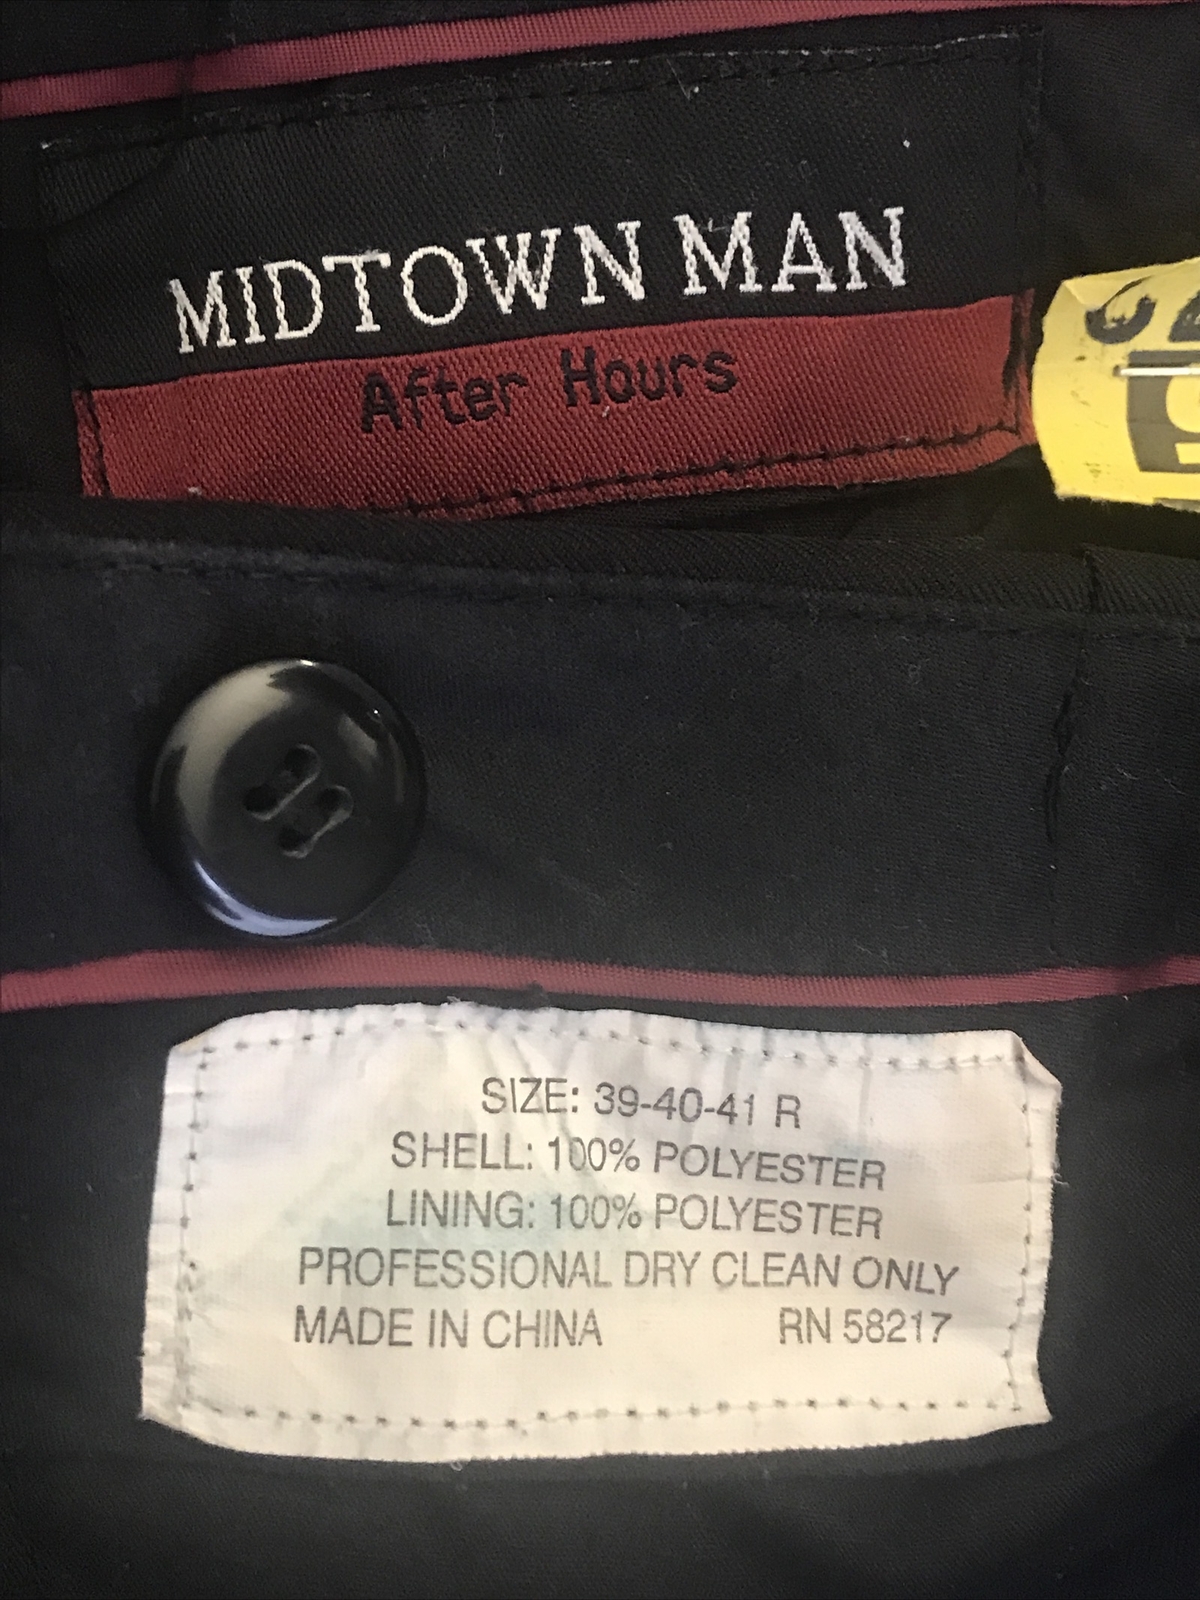 MIDTOWN MAN
After Hours
SIZE: 39-40-41 R
SHELL: 100% POLYESTER
LINING: 100% POLYESTER
PROFESSIONAL DRY CLEAN ONLY
MADE IN CHINA RN 58217